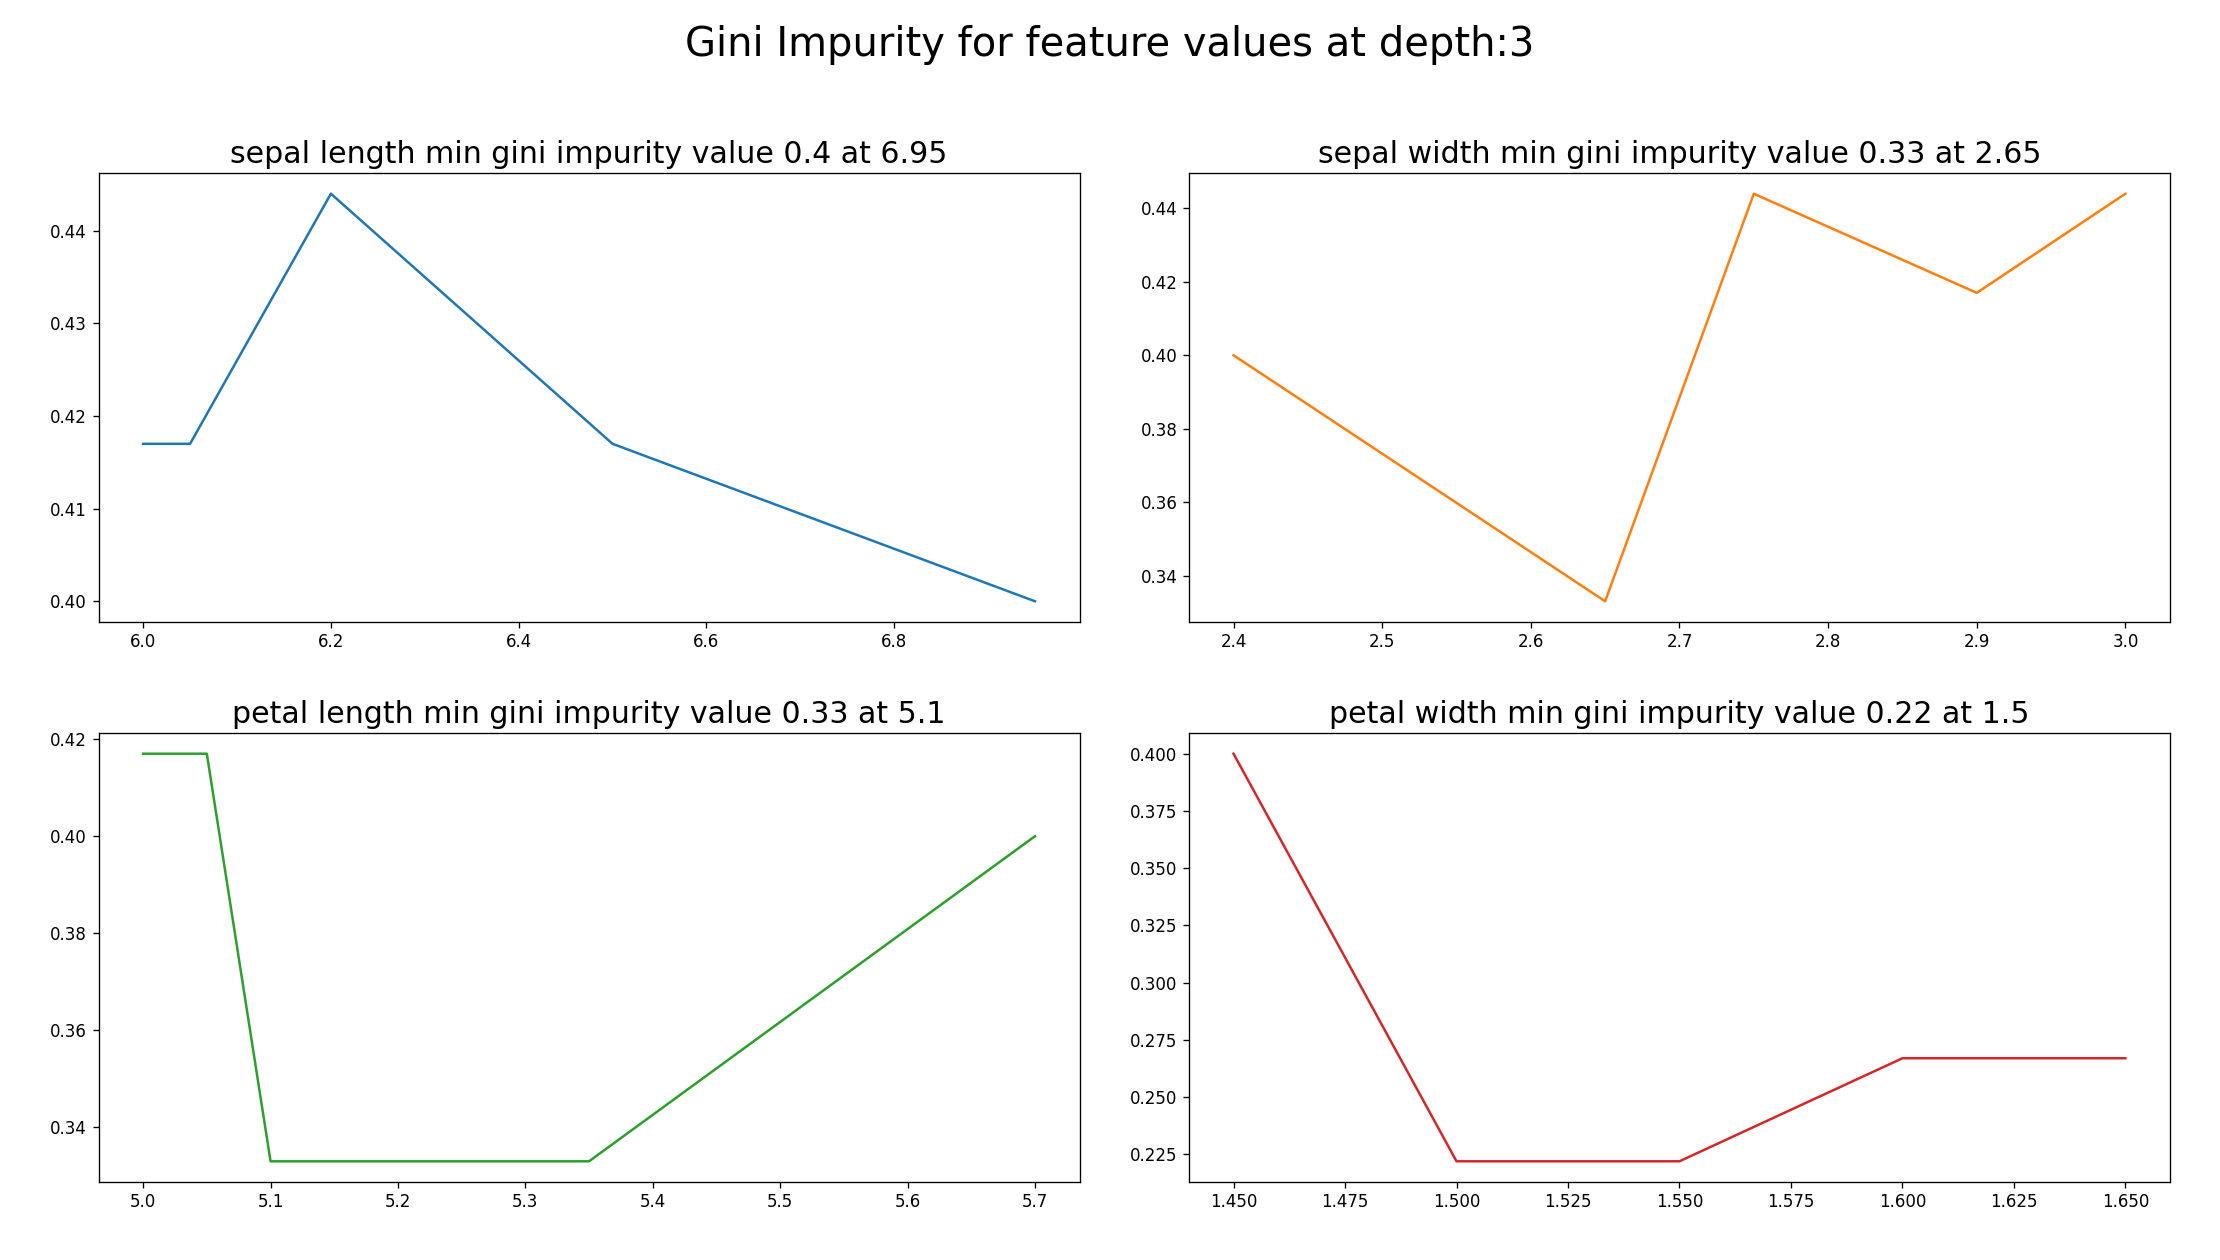 Gini Impurity for feature values at depth:3
sepal length min gini impurity value 0.4 at 6.95
0.44
0.43
0.42
0.41
0.40
6.0 6.2 6.4 6.6 6.8
sepal width min gini impurity value 0.33 at 2.65
0.44
0.42
0.40
0.38
0.36
0.34
2.4 2.5 2.6 2.7 2.8 2.9 3.0
petal length min gini impurity value 0.33 at 5.1
0.42
0.40
0.38
0.36
0.34
5.0 5.1 5.2 5.3 5.4 5.5 5.6 5.7
petal width min gini impurity value 0.22 at 1.5
0.400
0.375
0.350
0.325
0.300
0.275
0.250
0.225
1.450 1.475 1.500 1.525 1.550 1.575 1.600 1.625 1.650